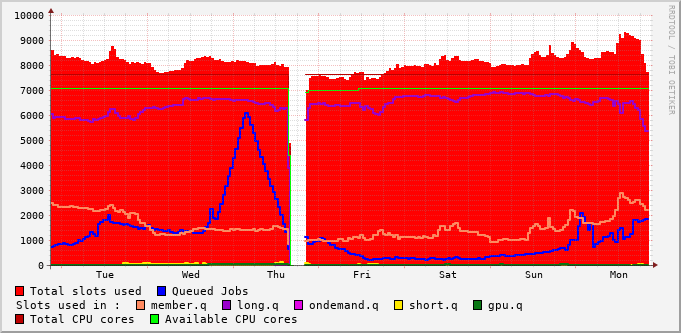 10000
9000
8000
7000
6000
5000
4000
3000
2000
1000
0
Tue Wed Thu Fri Sat Sun Mon
RRDTOOL / TOBI OETIKER
Total slots used Queued Jobs
Slots used in : member.q long.q ondemand.q short.q gpu.q
Total CPU cores Available CPU cores